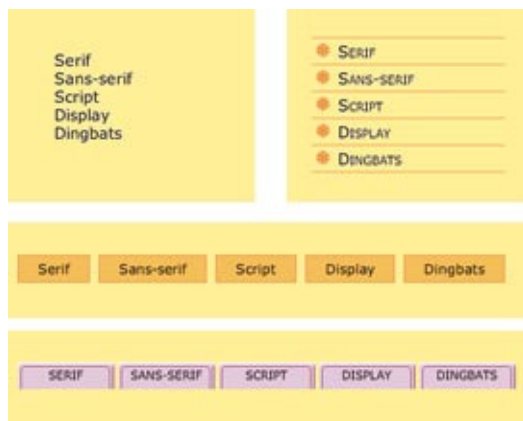 Serif
Sans-serif
Script
Display
Dingbats
SERIF
SANS-SERIF
SCRIPT
DISPLAY
DINGBATS
Serif Sans-serif Script Display Dingbats
SERIF SANS-SERIF SCRIPT DISPLAY DINGBATS